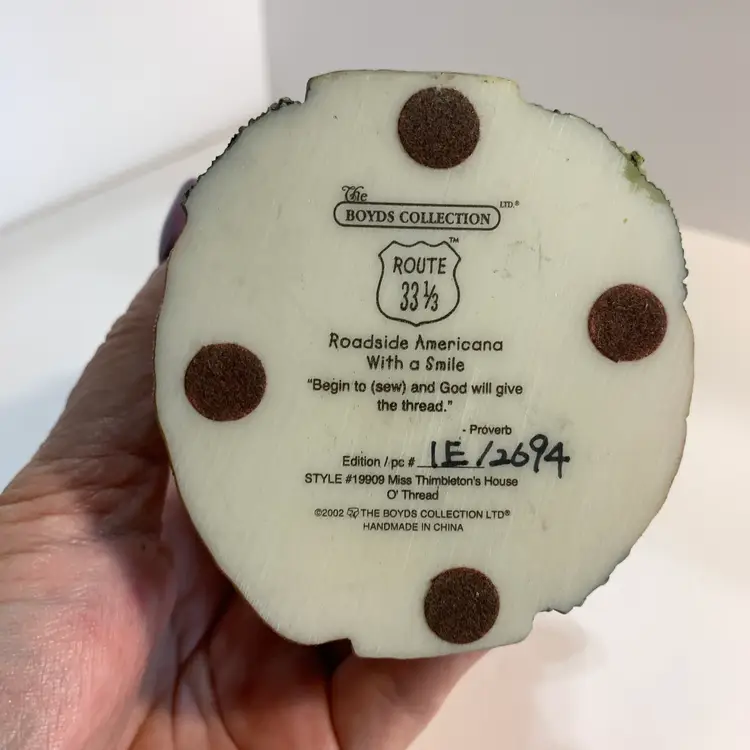 The
BOYDS COLLECTION LTD.®
™
ROUTE
33 1/3
Roadside Americana
With a Smile
"Begin to (sew) and God will give
the thread."
- Proverb
Edition / pc # 1E/2694
STYLE #19909 Miss Thimbleton's House
O' Thread
©2002 THE BOYDS COLLECTION LTD®
HANDMADE IN CHINA